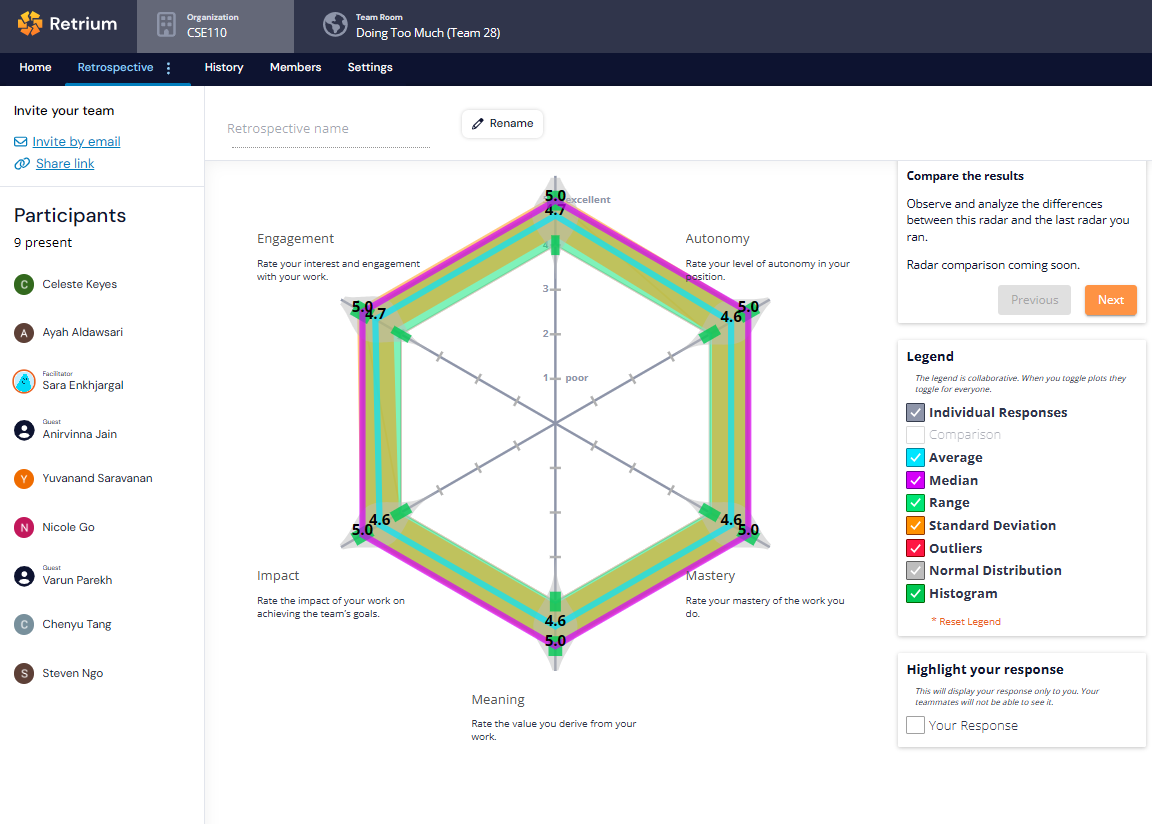 Retrium
Organization
CSE110
Team Room
Doing Too Much (Team 28)
Home
Retrospective
History
Members
Settings
Invite your team
Invite by email
Share link
Participants
9 present
C
Celeste Keyes
A
Ayah Aldawsari
Facilitator
Sara Enkhjargal
Guest
Anirvinna Jain
Y
Yuvanand Saravanan
N
Nicole Go
Guest
Varun Parekh
C
Chenyu Tang
S
Steven Ngo
Retrospective name
Rename
Engagement
Rate your interest and engagement
with your work.
Autonomy
Rate your level of autonomy in your
position.
5.0
excellent
4.7
4
3
2
1
poor
5.0
4.7
5.0
4.6
4.6
5.0
4.6
5.0
4.6
5.0
Impact
Rate the impact of your work on
achieving the team's goals.
Mastery
Rate your mastery of the work you
do.
Meaning
Rate the value you derive from your
work.
Compare the results
Observe and analyze the differences
between this radar and the last radar you
ran.
Radar comparison coming soon.
Previous
Next
Legend
The legend is collaborative. When you toggle plots they
toggle for everyone.
Individual Responses
Comparison
Average
Median
Range
Standard Deviation
Outliers
Normal Distribution
Histogram
* Reset Legend
Highlight your response
This will display your response only to you. Your
teammates will not be able to see it.
Your Response